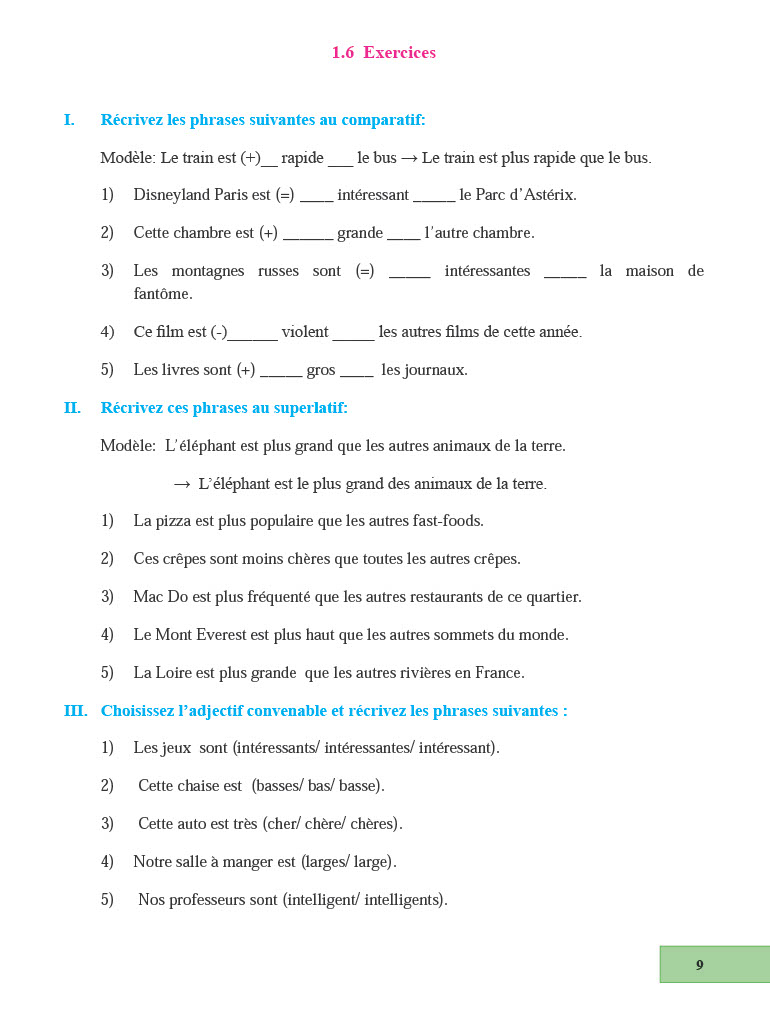 1.6 Exercices
I. Récrivez les phrases suivantes au comparatif:
Modèle: Le train est (+)__ rapide ___ le bus → Le train est plus rapide que le bus.
1) Disneyland Paris est (=) ____ intéressant _____ le Parc d'Astérix.
2) Cette chambre est (+) ______ grande ____ l'autre chambre.
3) Les montagnes russes sont (=) _____ intéressantes _____ la maison de
fantôme.
4) Ce film est (-)______ violent _____ les autres films de cette année.
5) Les livres sont (+) _____ gros ____ les journaux.
II. Récrivez ces phrases au superlatif:
Modèle: L'éléphant est plus grand que les autres animaux de la terre.
→ L'éléphant est le plus grand des animaux de la terre.
1) La pizza est plus populaire que les autres fast-foods.
2) Ces crêpes sont moins chères que toutes les autres crêpes.
3) Mac Do est plus fréquenté que les autres restaurants de ce quartier.
4) Le Mont Everest est plus haut que les autres sommets du monde.
5) La Loire est plus grande que les autres rivières en France.
III. Choisissez l'adjectif convenable et récrivez les phrases suivantes :
1) Les jeux sont (intéressants/ intéressantes/ intéressant).
2) Cette chaise est (basses/ bas/ basse).
3) Cette auto est très (cher/ chère/ chères).
4) Notre salle à manger est (larges/ large).
5) Nos professeurs sont (intelligent/ intelligents).
9